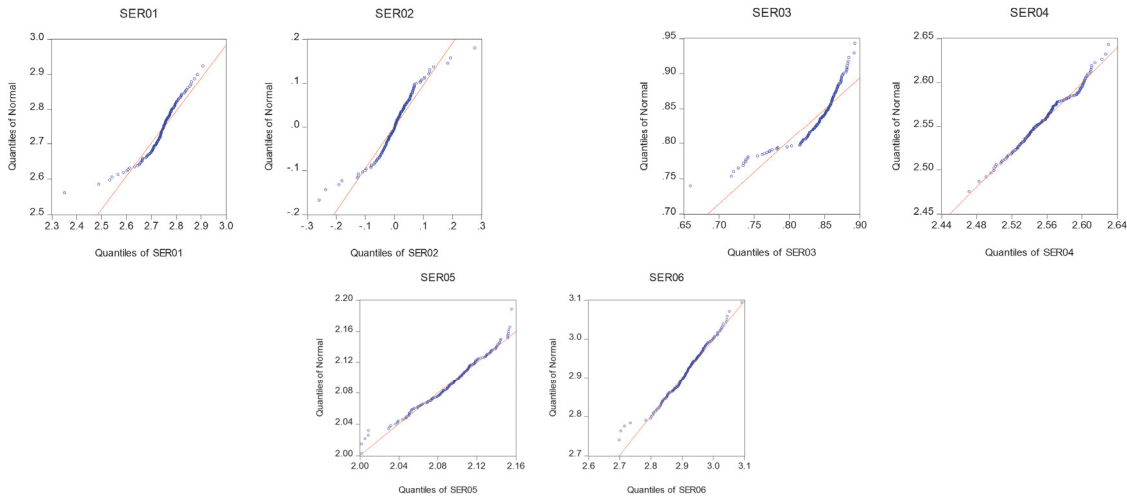 SER01
3.0
2.9
2.8
2.7
2.6
2.5
2.3 2.4 2.5 2.6 2.7 2.8 2.9 3.0
Quantiles of Normal
Quantiles of SER01
SER02
.2
.1
.0
-.1
-.2
-.3 -.2 -.1 .0 .1 .2 .3
Quantiles of Normal
Quantiles of SER02
SER03
.95
.90
.85
.80
.75
.70
.65 .70 .75 .80 .85 .90
Quantiles of Normal
Quantiles of SER03
SER04
2.65
2.60
2.55
2.50
2.45
2.44 2.48 2.52 2.56 2.60 2.64
Quantiles of Normal
Quantiles of SER04
SER05
2.20
2.16
2.12
2.08
2.04
2.00
2.00 2.04 2.08 2.12 2.16
Quantiles of Normal
Quantiles of SER05
SER06
3.1
3.0
2.9
2.8
2.7
2.6 2.7 2.8 2.9 3.0 3.1
Quantiles of Normal
Quantiles of SER06